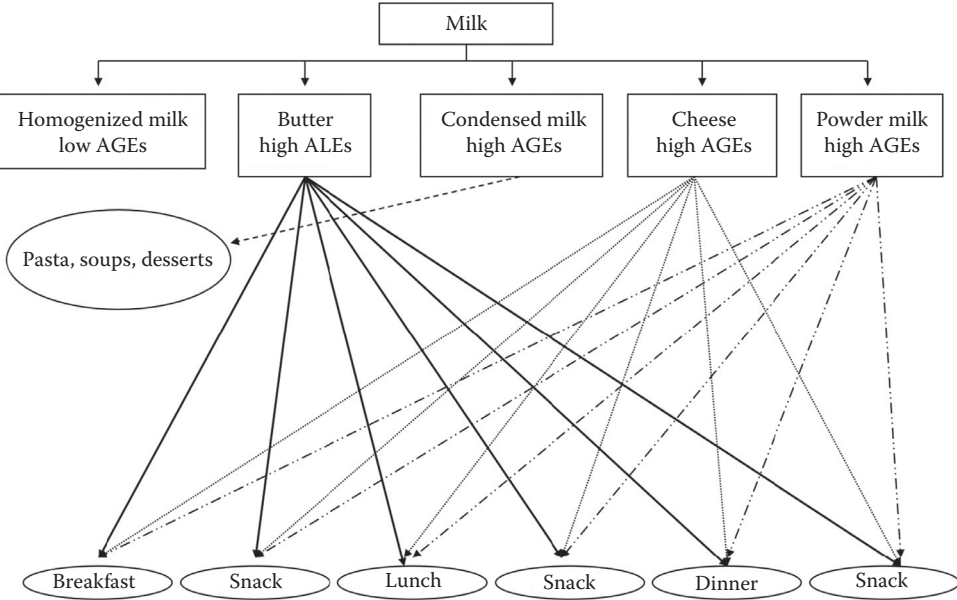 Milk
Homogenized milk
low AGEs
Butter
high ALEs
Condensed milk
high AGEs
Cheese
high AGEs
Powder milk
high AGEs
Pasta, soups, desserts
Breakfast
Snack
Lunch
Snack
Dinner
Snack